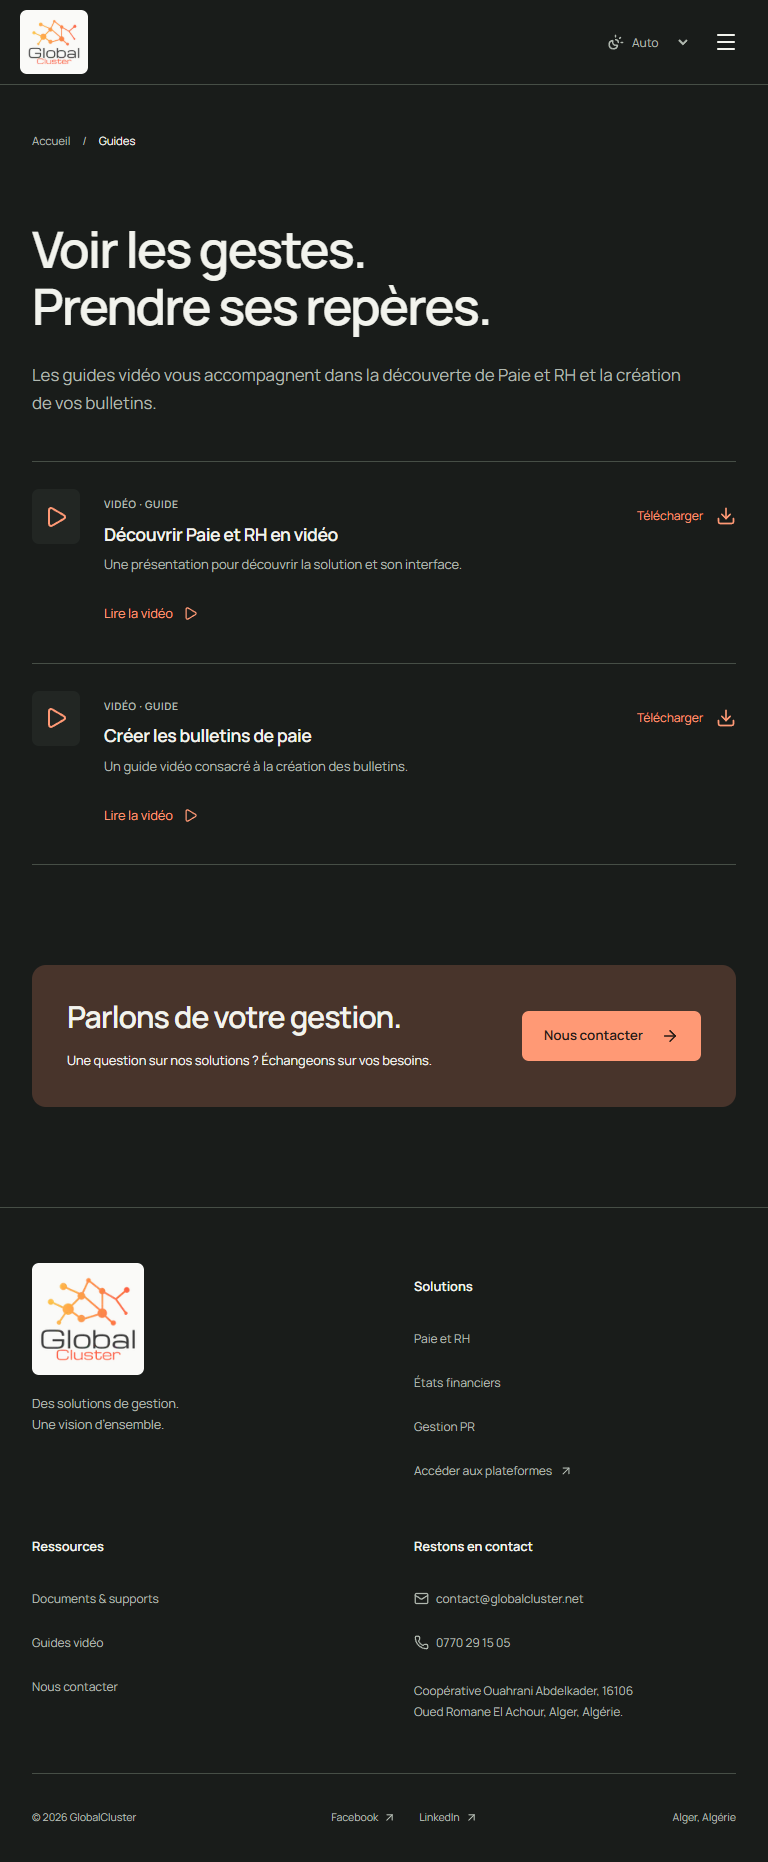 Global
Cluster
Auto
Accueil / Guides
Voir les gestes.
Prendre ses repères.
Les guides vidéo vous accompagnent dans la découverte de Paie et RH et la création
de vos bulletins.
VIDÉO · GUIDE
Télécharger
Découvrir Paie et RH en vidéo
Une présentation pour découvrir la solution et son interface.
Lire la vidéo
VIDÉO · GUIDE
Télécharger
Créer les bulletins de paie
Un guide vidéo consacré à la création des bulletins.
Lire la vidéo
Parlons de votre gestion.
Une question sur nos solutions ? Échangeons sur vos besoins.
Nous contacter
Global
Cluster
Des solutions de gestion.
Une vision d'ensemble.
Solutions
Paie et RH
États financiers
Gestion PR
Accéder aux plateformes
Ressources
Documents & supports
Guides vidéo
Nous contacter
Restons en contact
contact@globalcluster.net
0770 29 15 05
Coopérative Ouahrani Abdelkader, 16106
Oued Romane El Achour, Alger, Algérie.
© 2026 GlobalCluster
Facebook
LinkedIn
Alger, Algérie